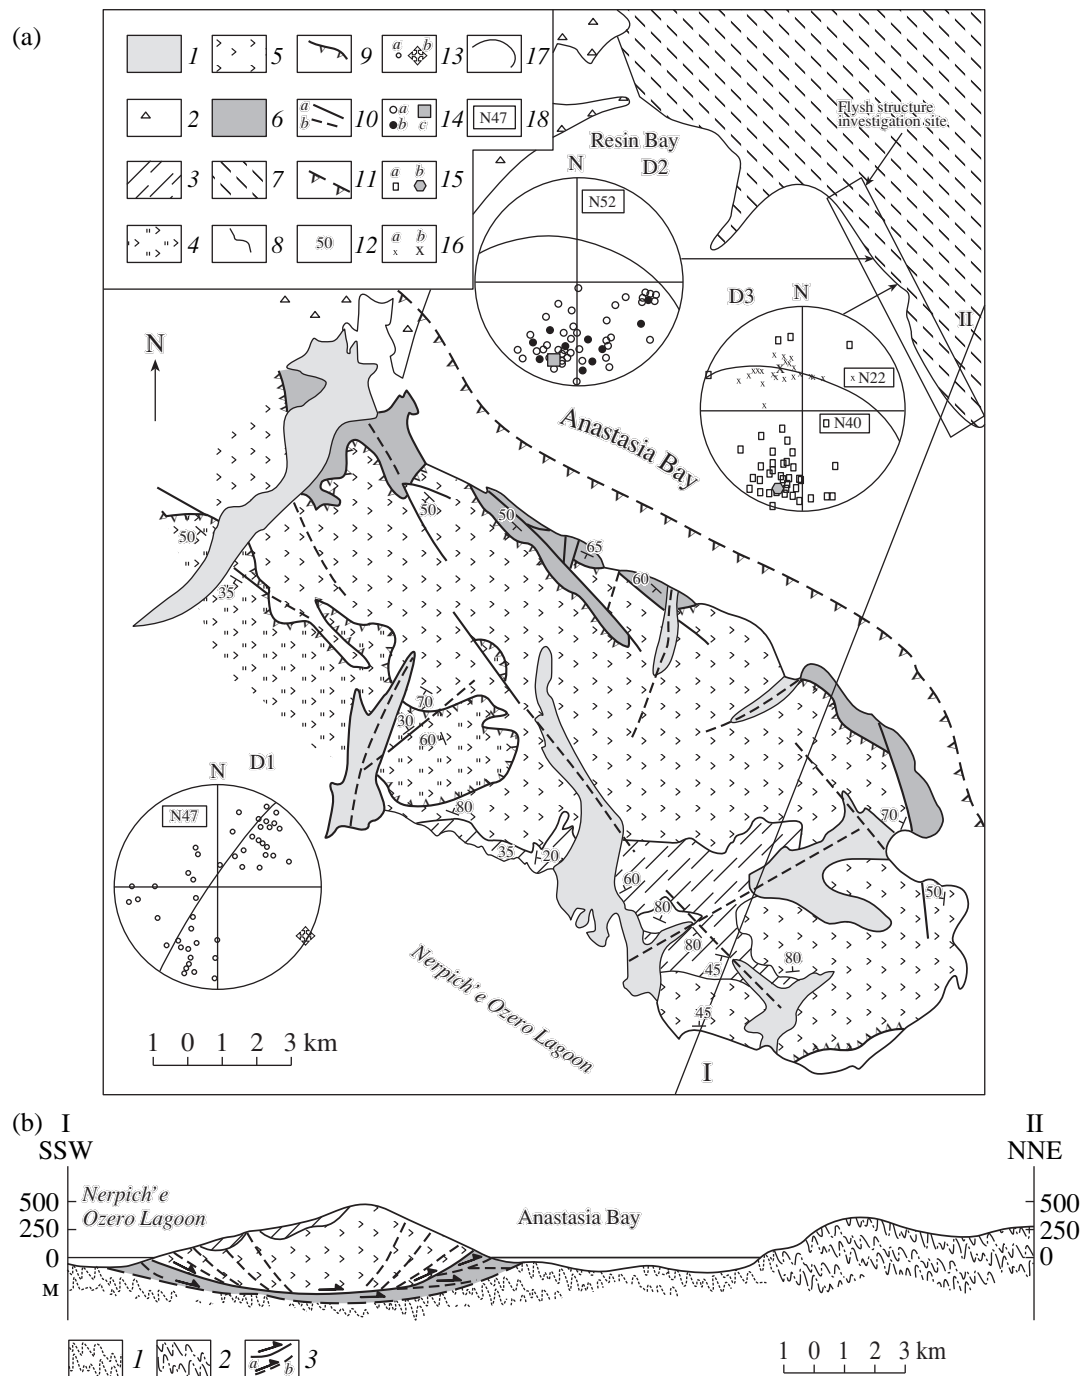 (a)
1
5
9
a
b
13
17
2
6
a
b
10
a
b
c
14
N47
18
3
7
11
a
b
15
4
8
50
12
a
b
x
x
16
Flysh structure
investigation site
Resin Bay
D2
N
N52
D3
N
II
x N22
N40
N
Anastasia Bay
50
50
50
65
60
35
70
30
60
80
35
20
60
80
80
45
80
45
70
50
D1
N
N47
Nerpich’e Ozero Lagoon
1 0 1 2 3 km
I
(b) I
SSW
II
NNE
Nerpich’e
Ozero Lagoon
Anastasia Bay
500
250
0
М
500
250
0
1
2
a
b
3
1 0 1 2 3 km